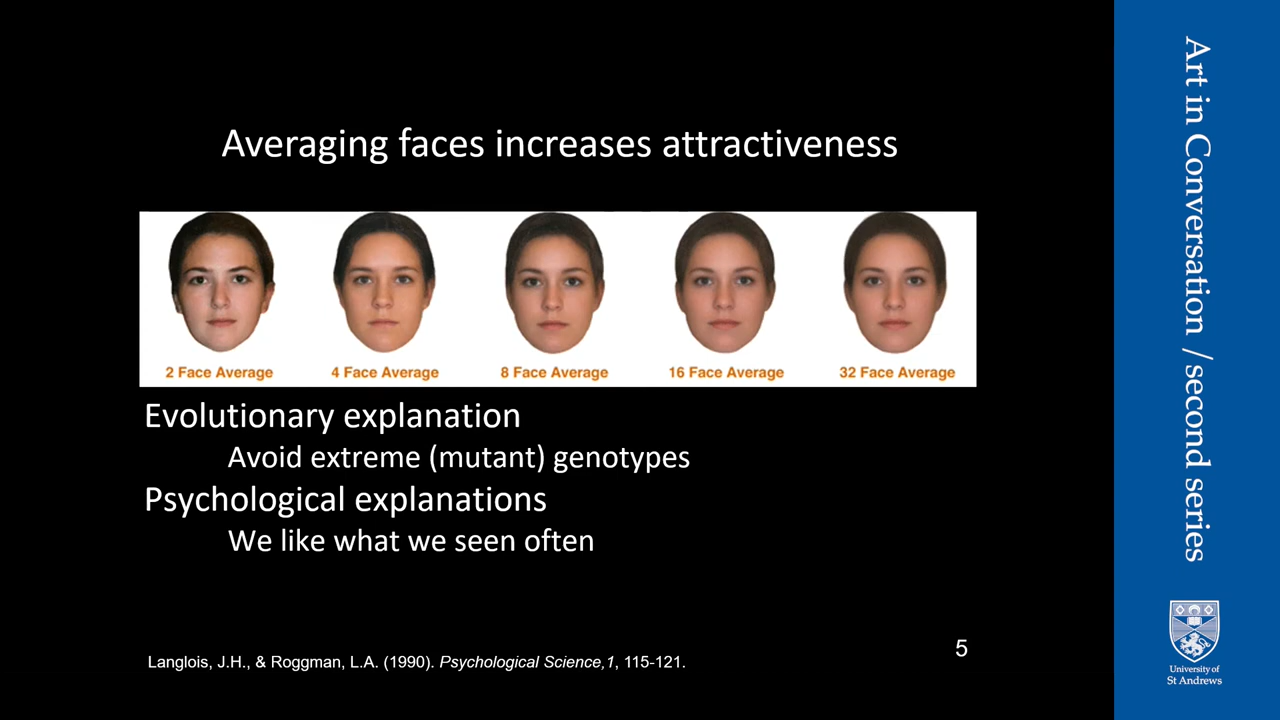 Averaging faces increases attractiveness
2 Face Average
4 Face Average
8 Face Average
16 Face Average
32 Face Average
Evolutionary explanation
Avoid extreme (mutant) genotypes
Psychological explanations
We like what we seen often
Langlois, J.H., & Roggman, L.A. (1990). Psychological Science,1, 115-121.
5
Art in Conversation / second series
University of
St Andrews